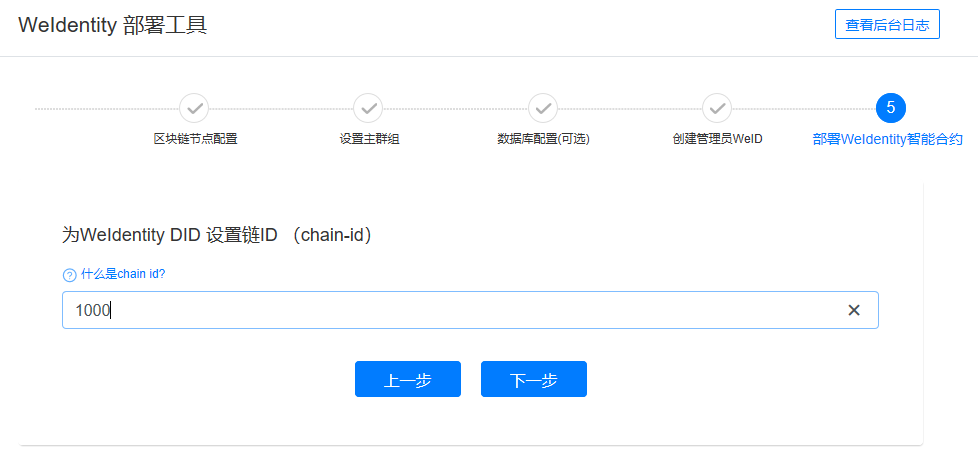 WeIdentity 部署工具
查看后台日志
5
区块链节点配置
设置主群组
数据库配置(可选)
创建管理员WeID
部署WeIdentity智能合约
为WeIdentity DID 设置链ID （chain-id）
? 什么是chain id?
1000
上一步
下一步